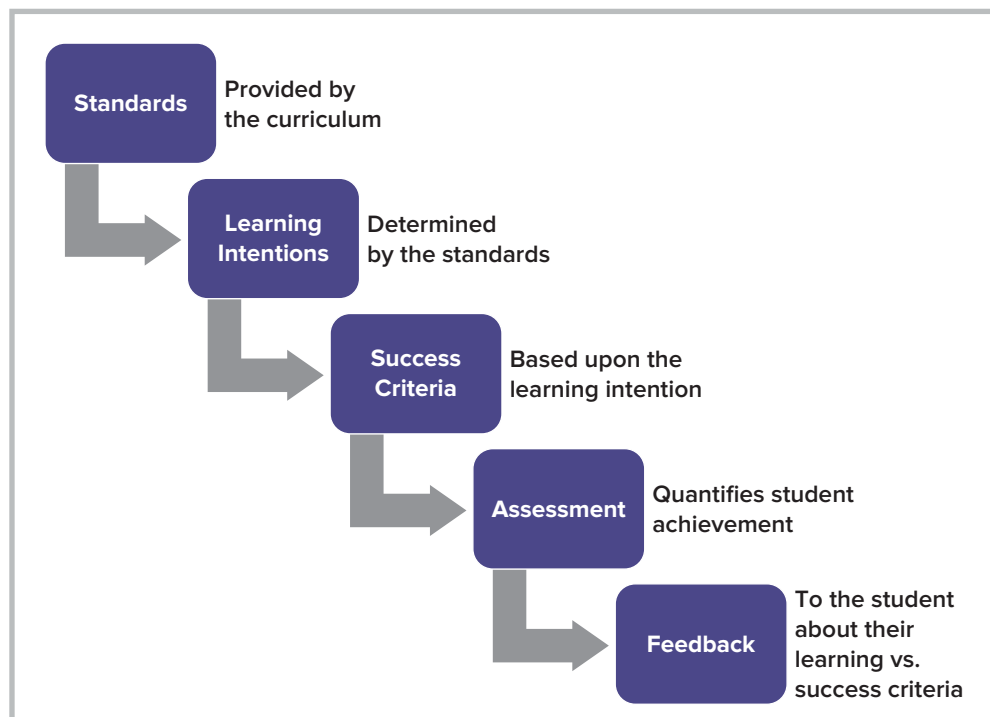 Standards
Provided by
the curriculum
Learning
Intentions
Determined
by the standards
Success
Criteria
Based upon the
learning intention
Assessment
Quantifies student
achievement
Feedback
To the student
about their
learning vs.
success criteria